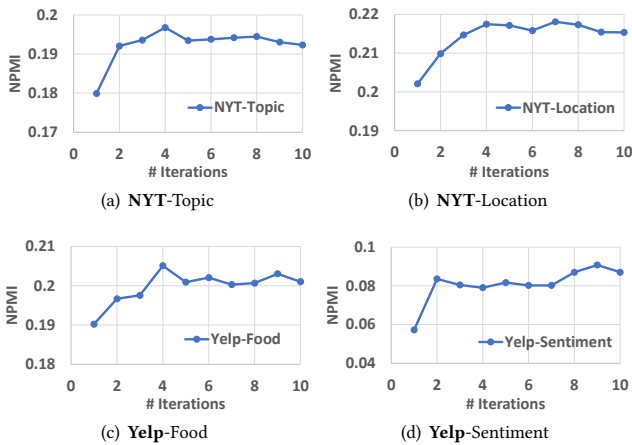 0.2
0.19
0.18
0.17
NPMI
NYT-Topic
0 2 4 6 8 10
# Iterations
(a) NYT-Topic
0.22
0.21
0.2
0.19
NPMI
NYT-Location
0 2 4 6 8 10
# Iterations
(b) NYT-Location
0.21
0.2
0.19
0.18
NPMI
Yelp-Food
0 2 4 6 8 10
# Iterations
(c) Yelp-Food
0.1
0.08
0.06
0.04
NPMI
Yelp-Sentiment
0 2 4 6 8 10
# Iterations
(d) Yelp-Sentiment